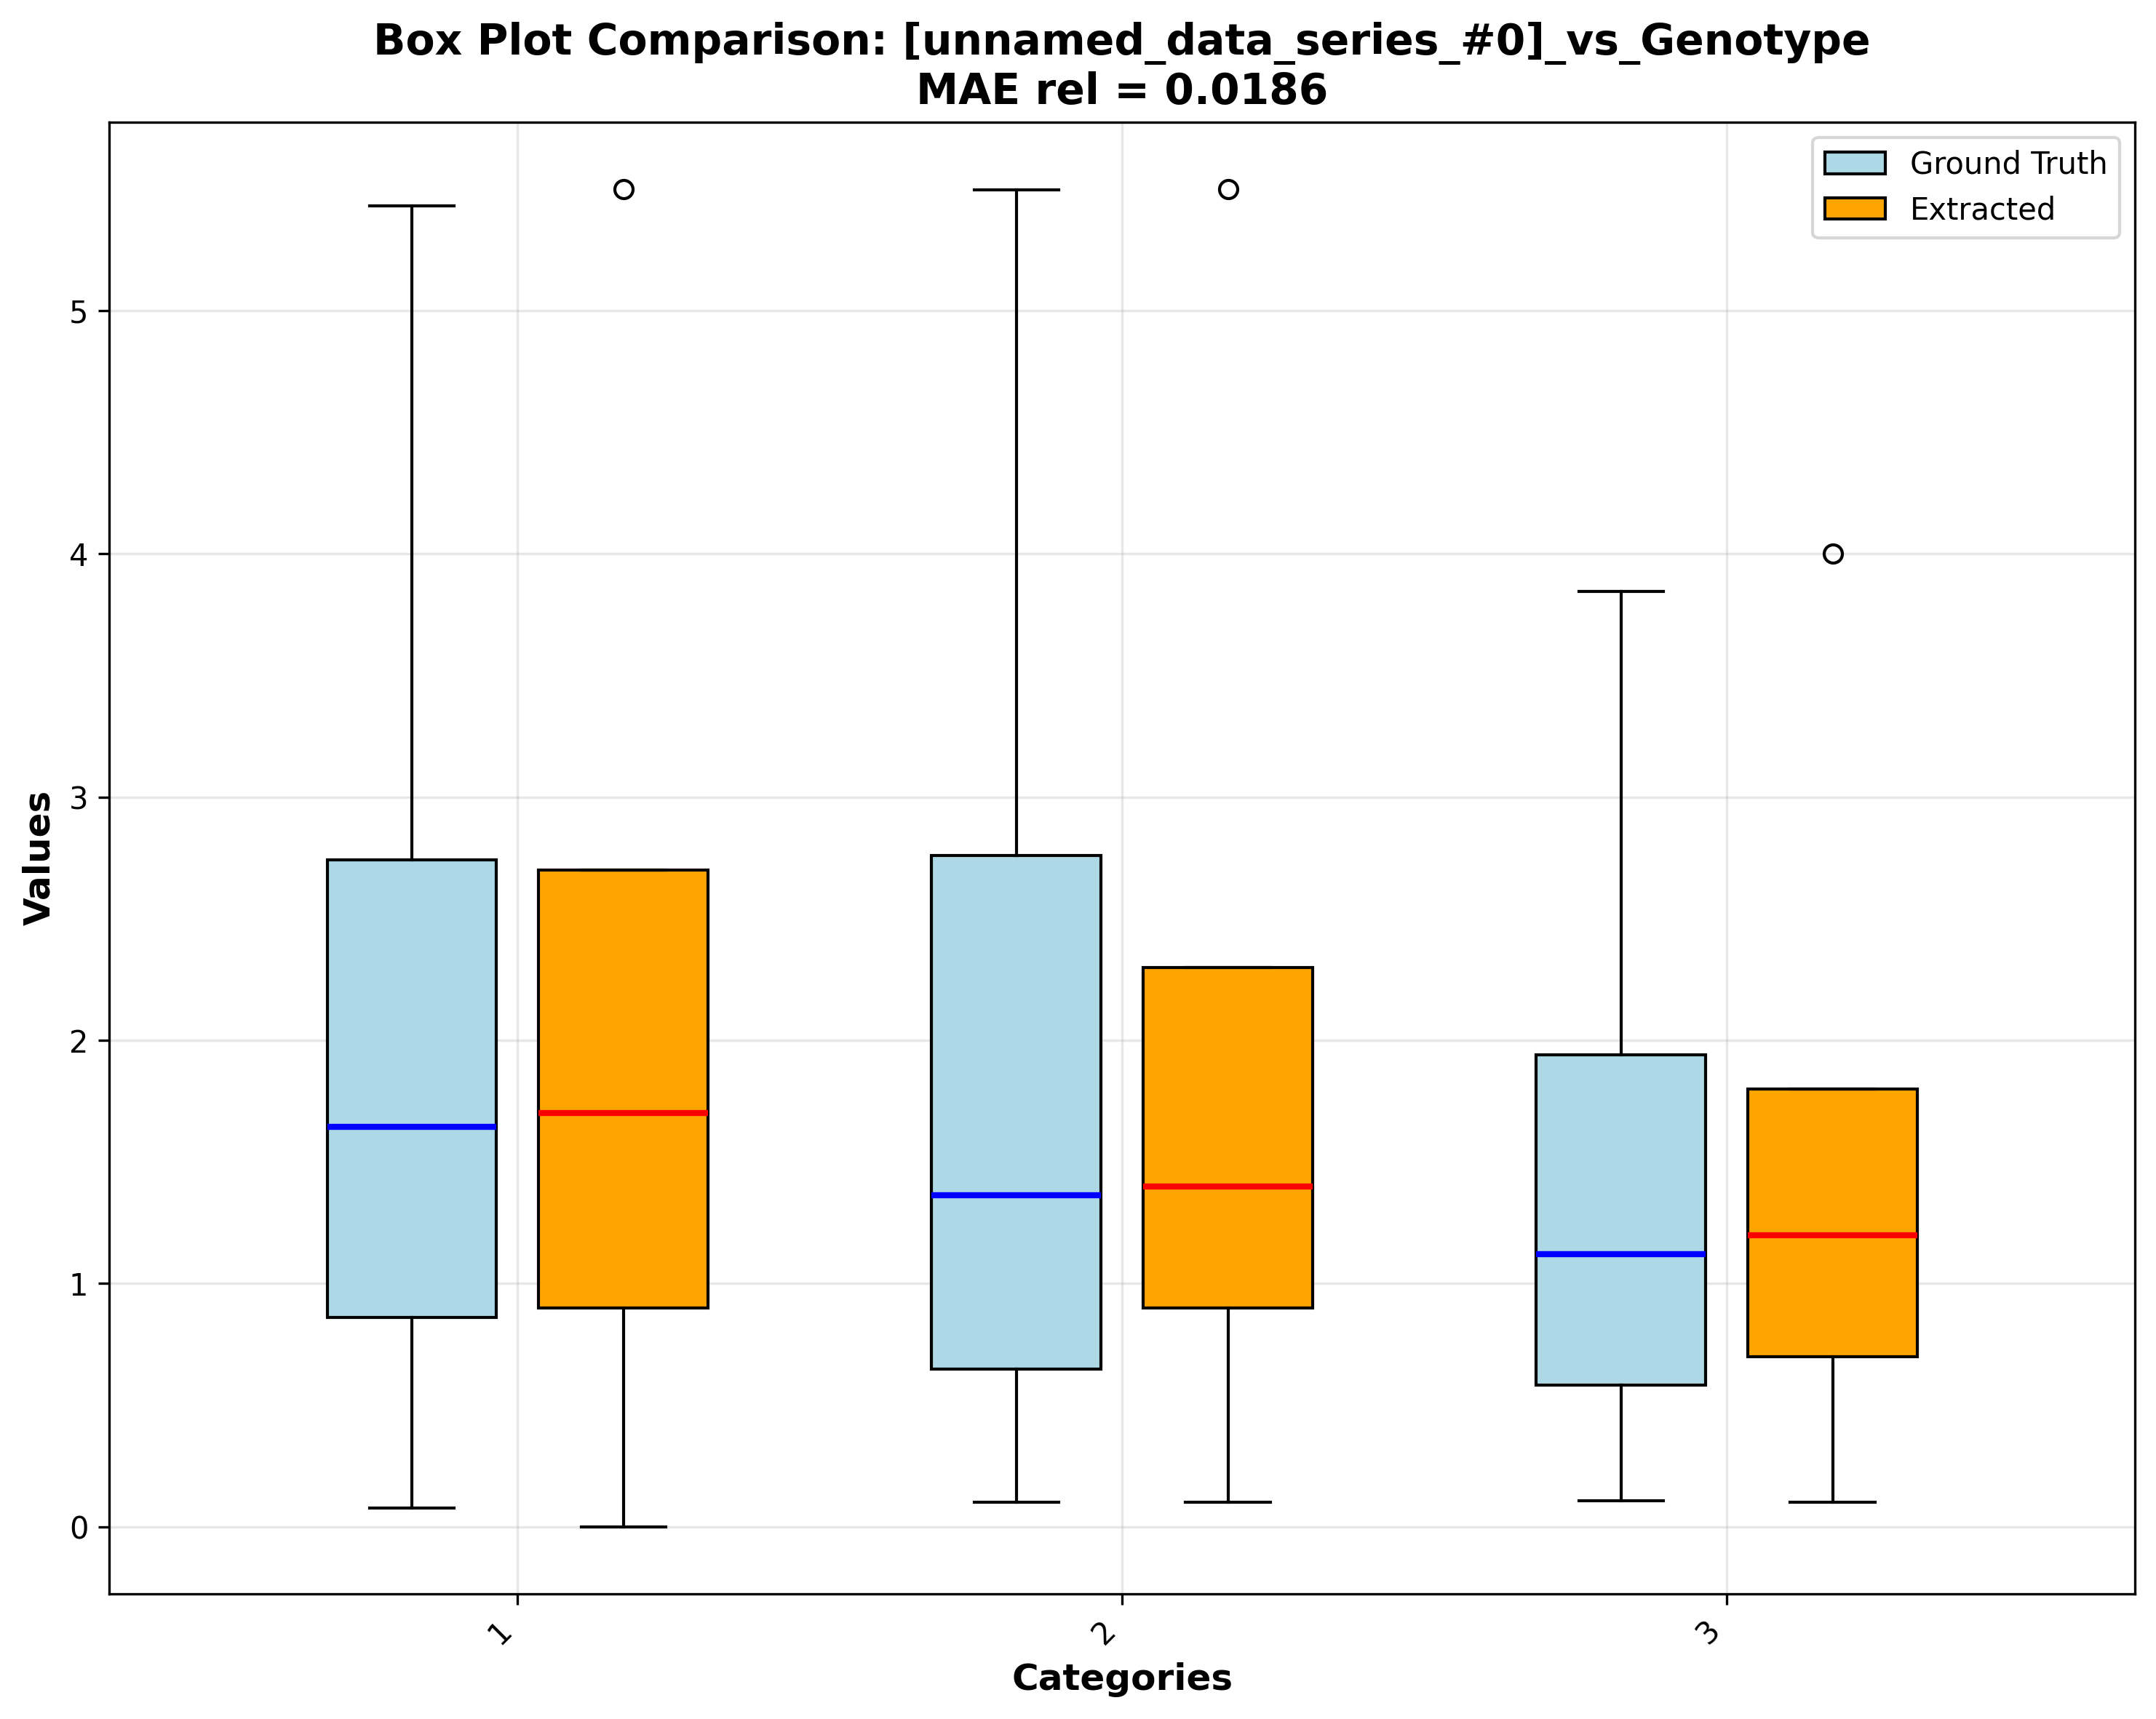 Box Plot Comparison: [unnamed_data_series_#0]_vs_Genotype
MAE rel = 0.0186
Ground Truth
Extracted
5
4
3
2
1
0
Values
1
2
3
Categories